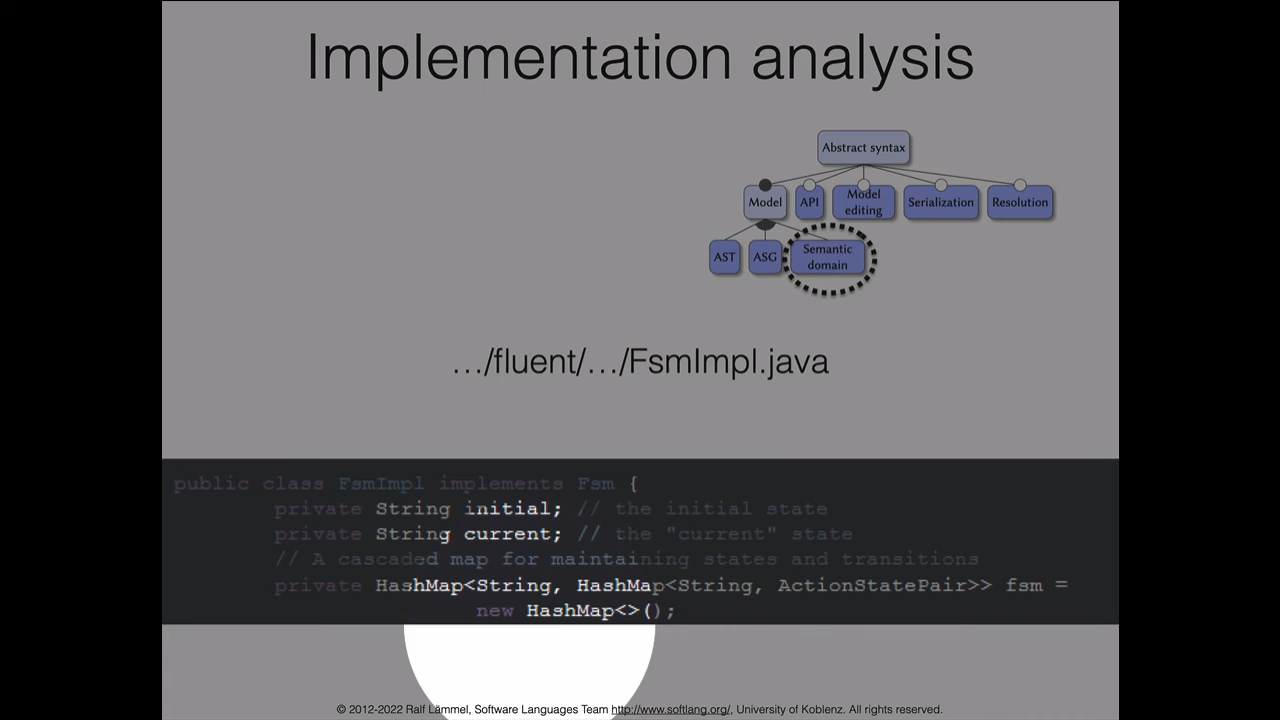 Implementation analysis
Abstract syntax
Model
API
Model editing
Serialization
Resolution
AST
ASG
Semantic domain
…/fluent/…/FsmImpl.java
public class FsmImpl implements Fsm {
private String initial; // the initial state
private String current; // the "current" state
// A cascaded map for maintaining states and transitions
private HashMap<String, HashMap<String, ActionStatePair>> fsm =
new HashMap<>();
© 2012-2022 Ralf Lämmel, Software Languages Team http://www.softlang.org/, University of Koblenz. All rights reserved.